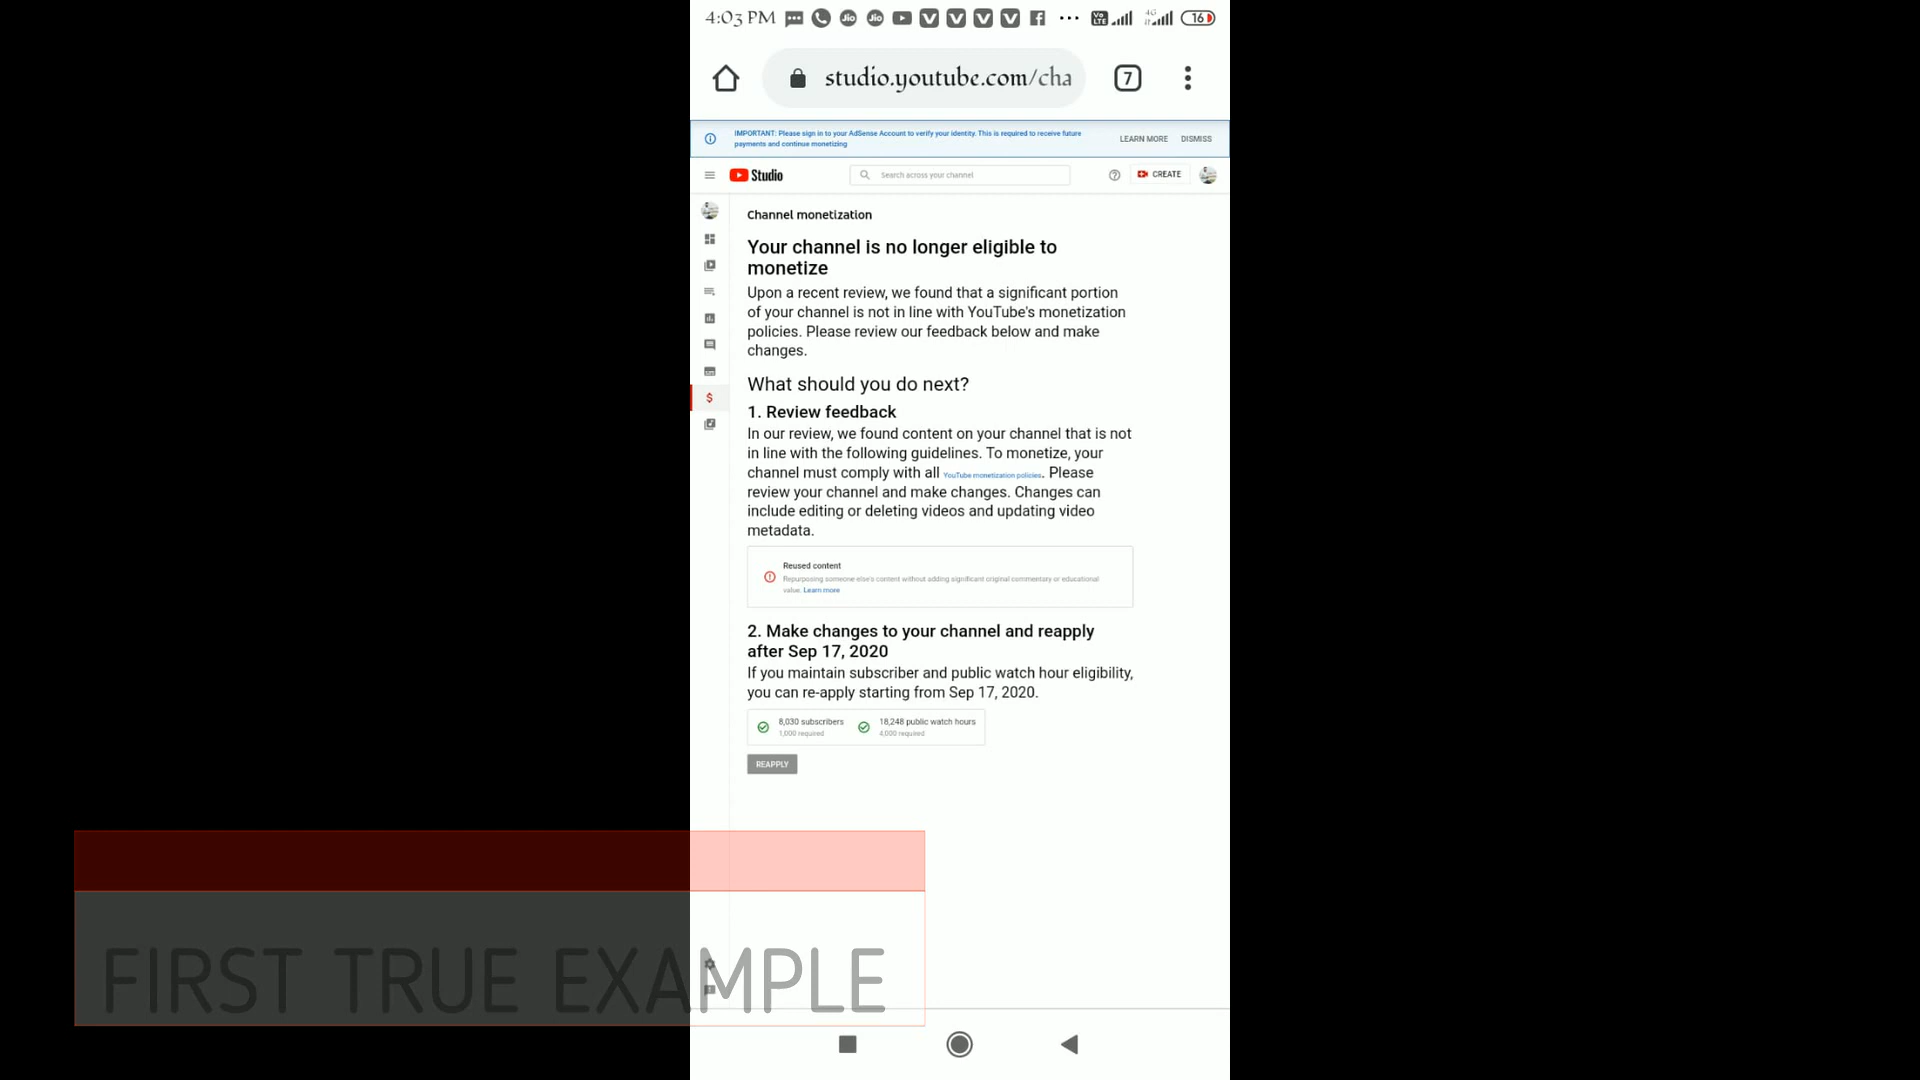 4:03 PM
16
studio.youtube.com/cha
7
IMPORTANT: Please sign in to your AdSense Account to verify your identity. This is required to receive future
payments and continue monetizing
LEARN MORE
DISMISS
Studio
Search across your channel
CREATE
Channel monetization
Your channel is no longer eligible to
monetize
Upon a recent review, we found that a significant portion
of your channel is not in line with YouTube's monetization
policies. Please review our feedback below and make
changes.
What should you do next?
1. Review feedback
In our review, we found content on your channel that is not
in line with the following guidelines. To monetize, your
channel must comply with all YouTube monetization policies. Please
review your channel and make changes. Changes can
include editing or deleting videos and updating video
metadata.
Reused content
Repurposing someone else's content without adding significant original commentary or educational
value. Learn more
2. Make changes to your channel and reapply
after Sep 17, 2020
If you maintain subscriber and public watch hour eligibility,
you can re-apply starting from Sep 17, 2020.
8,030 subscribers
1,000 required
18,248 public watch hours
4,000 required
REAPPLY
FIRST TRUE EXAMPLE